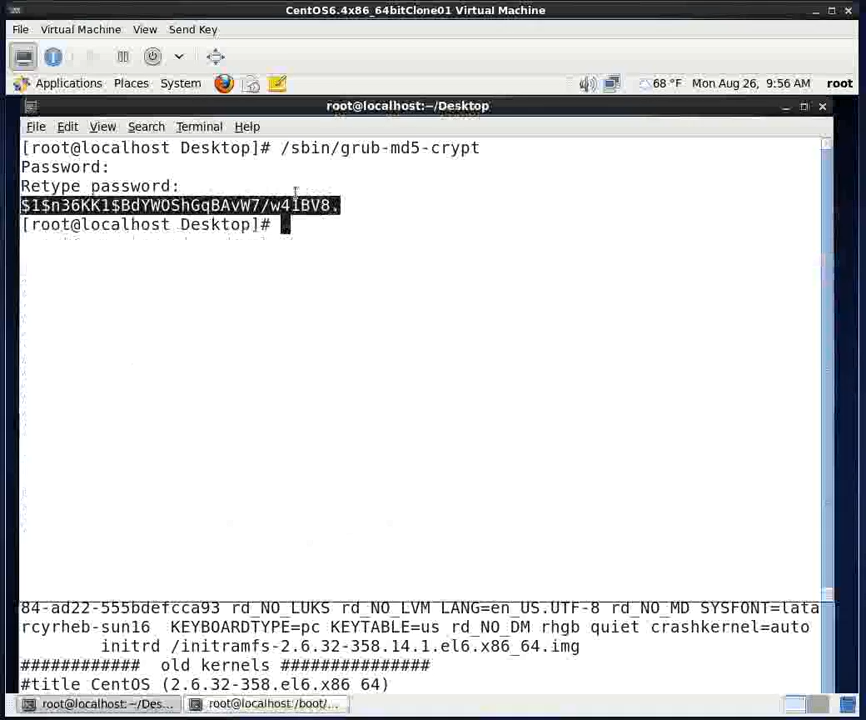 CentOS6.4x86_64bitClone01 Virtual Machine
File Virtual Machine View Send Key
Applications Places System 68 °F Mon Aug 26, 9:56 AM root
root@localhost:~/Desktop
File Edit View Search Terminal Help
[root@localhost Desktop]# /sbin/grub-md5-crypt
Password:
Retype password:
$1$n36KK1$BdYWOShGqBAvW7/w4iBV8.
[root@localhost Desktop]#
84-ad22-555bdefcca93 rd_NO_LUKS rd_NO_LVM LANG=en_US.UTF-8 rd_NO_MD SYSFONT=lata
rcyrheb-sun16 KEYBOARDTYPE=pc KEYTABLE=us rd_NO_DM rhgb quiet crashkernel=auto
initrd /initramfs-2.6.32-358.14.1.el6.x86_64.img
############ old kernels ###############
#title CentOS (2.6.32-358.el6.x86_64)
root@localhost:~/Des... root@localhost:/boot/...